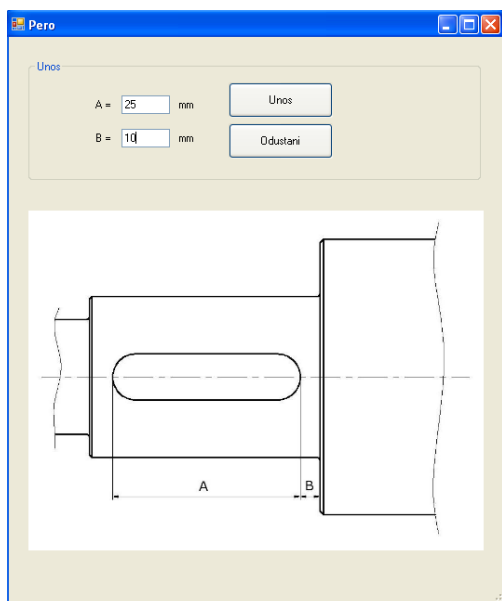 Pero
Unos
A = 25 mm Unos
B = 10 mm Odustani
A B